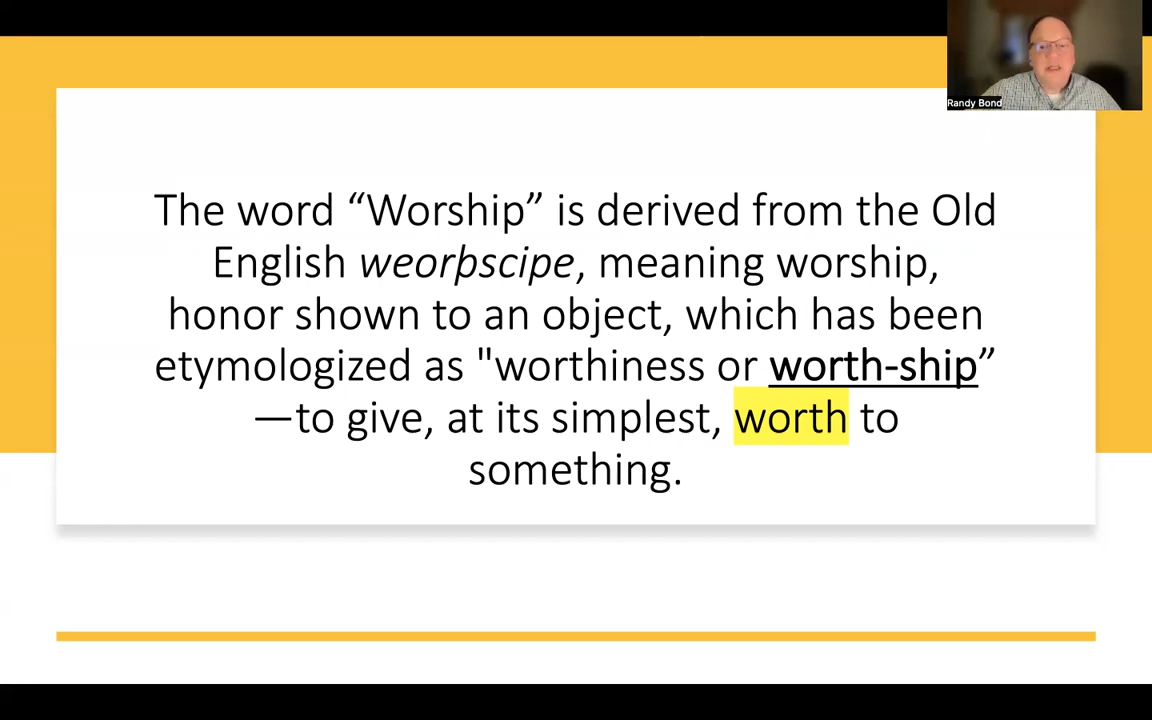 Randy Bond
The word “Worship” is derived from the Old
English weorþscipe, meaning worship,
honor shown to an object, which has been
etymologized as "worthiness or worth-ship”
—to give, at its simplest, worth to
something.